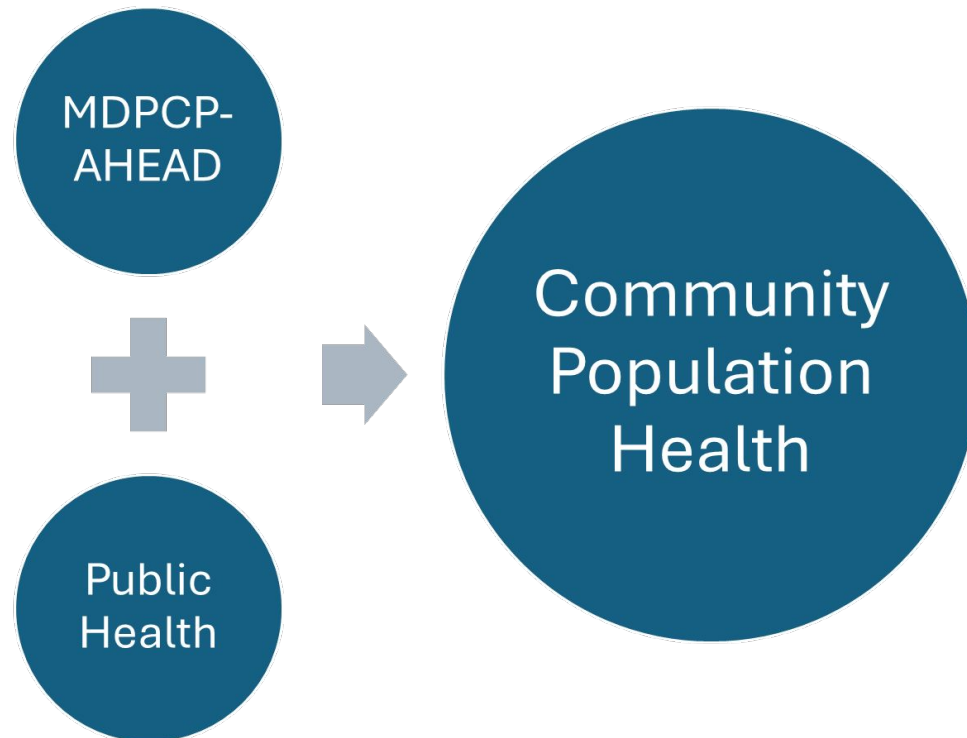 MDPCP-
AHEAD
Public
Health
Community
Population
Health